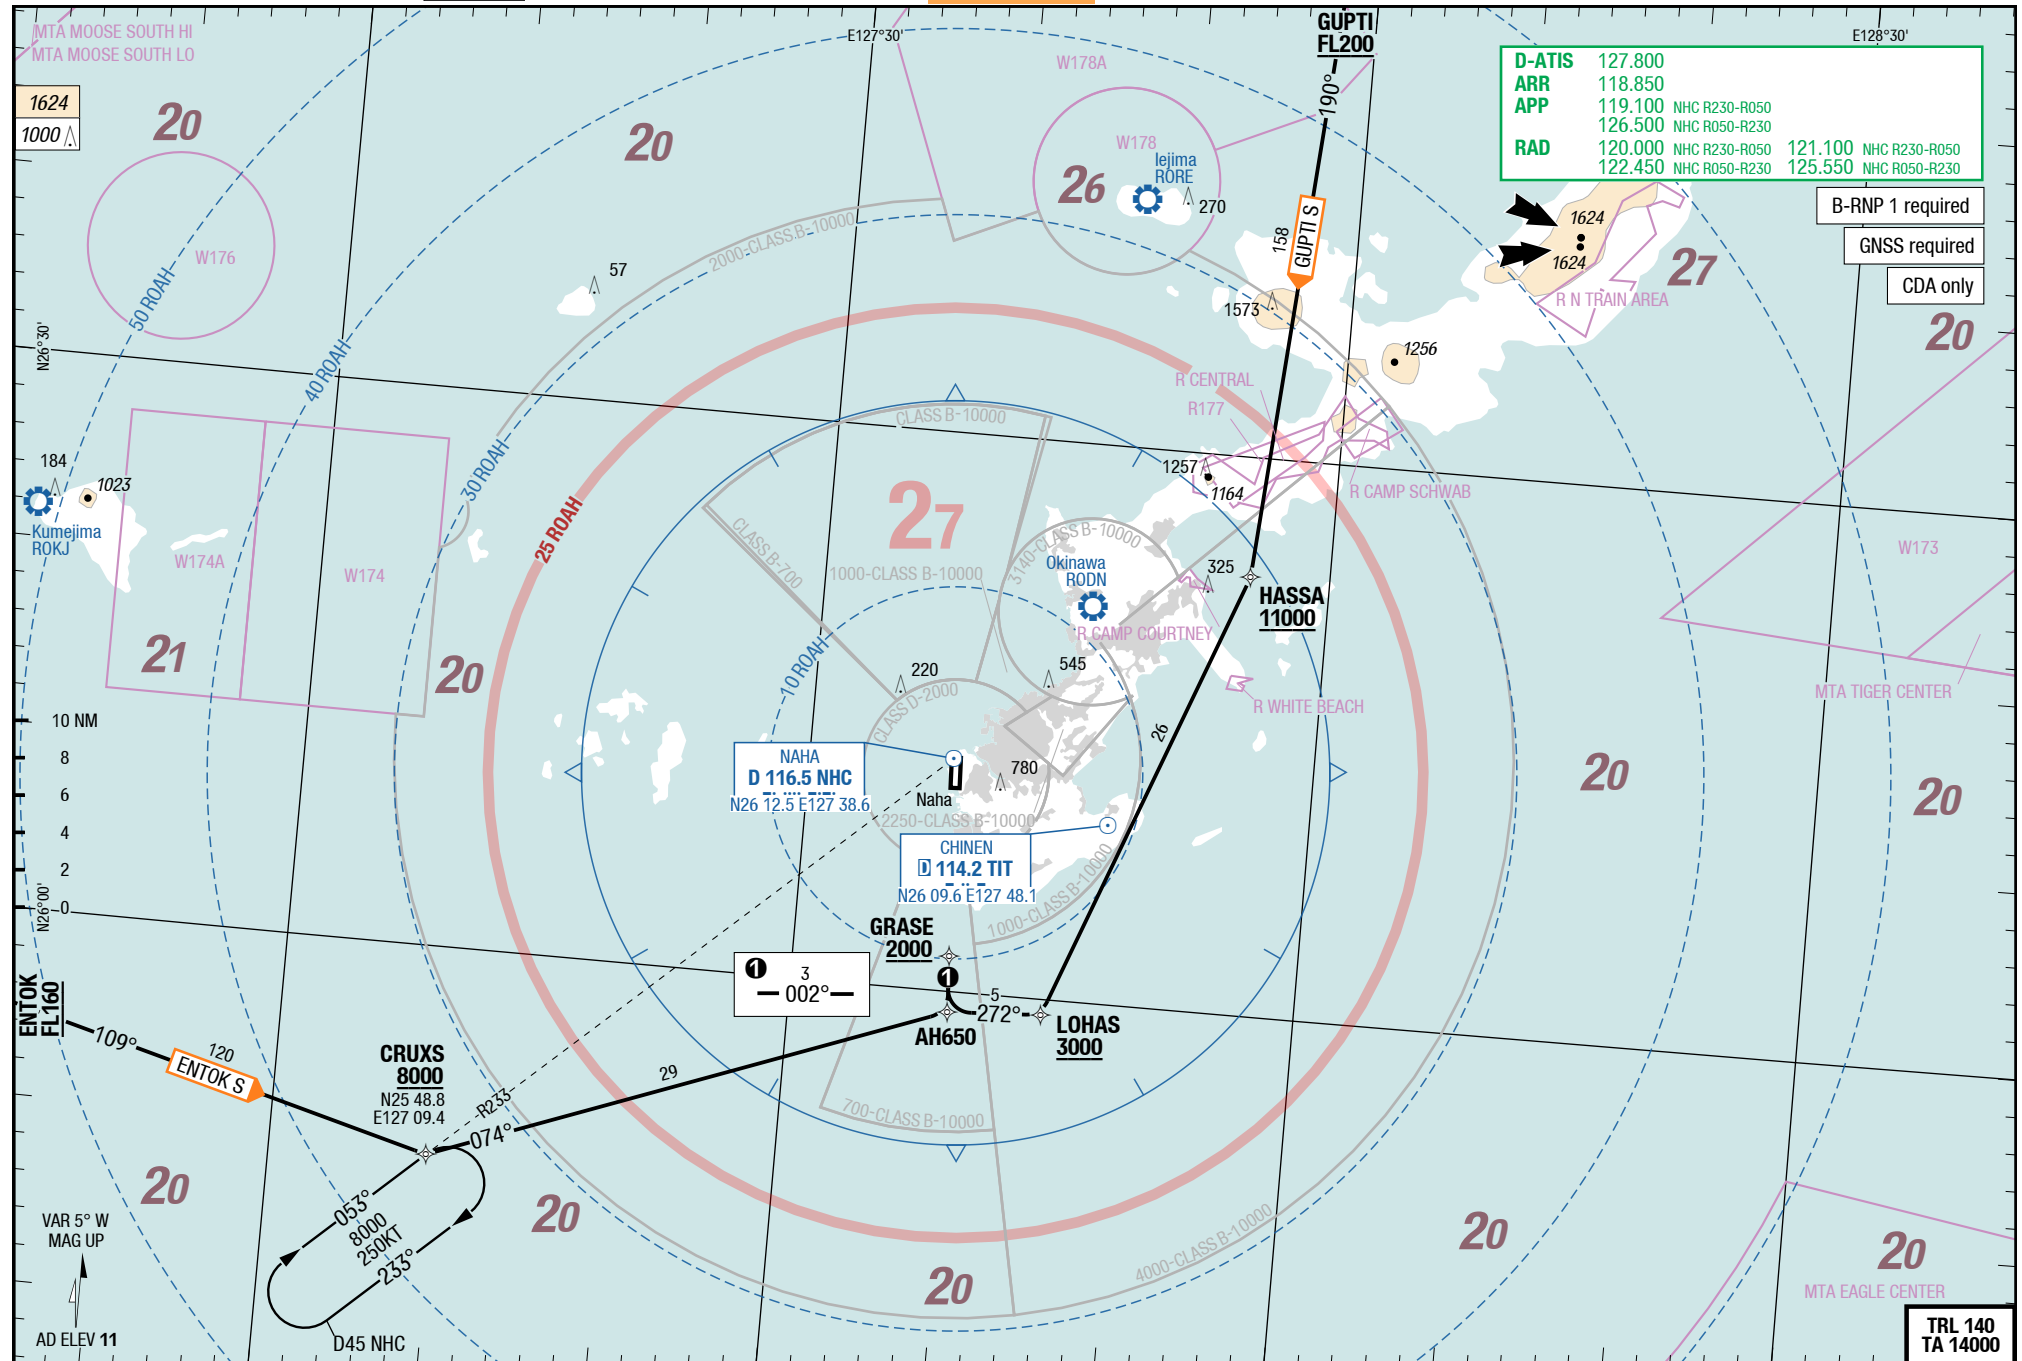 MTA MOOSE SOUTH HI
MTA MOOSE SOUTH LO
1624
1000
E127°30'
GUPTI
FL200
E128°30'
D-ATIS 127.800
ARR 118.850
APP 119.100 NHC R230-R050
126.500 NHC R050-R230
RAD 120.000 NHC R230-R050 121.100 NHC R230-R050
122.450 NHC R050-R230 125.550 NHC R050-R230
B-RNP 1 required
GNSS required
CDA only
W178A
190°
20
20
W178
Iejima
RORE
26
270
158
GUPTI S
1624
1624
27
R N TRAIN AREA
20
W176
50 ROAH
2000-CLASS B-10000
57
1573
1256
N26°30'
40 ROAH
R CENTRAL
R177
CLASS B-10000
30 ROAH
184
1023
Kumejima
ROKJ
W174A
W174
25 ROAH
27
CLASS B-700
1000-CLASS B-10000
3140-CLASS B-10000
1257
1164
R CAMP SCHWAB
W173
Okinawa
RODN
325
HASSA
11000
R CAMP COURTNEY
21
20
10 ROAH
220
545
CLASS D-2000
R WHITE BEACH
MTA TIGER CENTER
10 NM
8
6
4
2
0
N26°00'
NAHA
D 116.5 NHC
N26 12.5 E127 38.6
Naha
780
26
20
20
2250-CLASS B-10000
CHINEN
D 114.2 TIT
N26 09.6 E127 48.1
1000-CLASS B-10000
GRASE
2000
1
3
002°
1
5
272°
AH650
LOHAS
3000
ENTOK
FL160
109°
120
ENTOK S
CRUXS
8000
N25 48.8
E127 09.4
R233
074°
29
700-CLASS B-10000
20
20
053°
8000
250KT
233°
D45 NHC
20
4000-CLASS B-10000
20
20
MTA EAGLE CENTER
VAR 5° W
MAG UP
AD ELEV 11
TRL 140
TA 14000